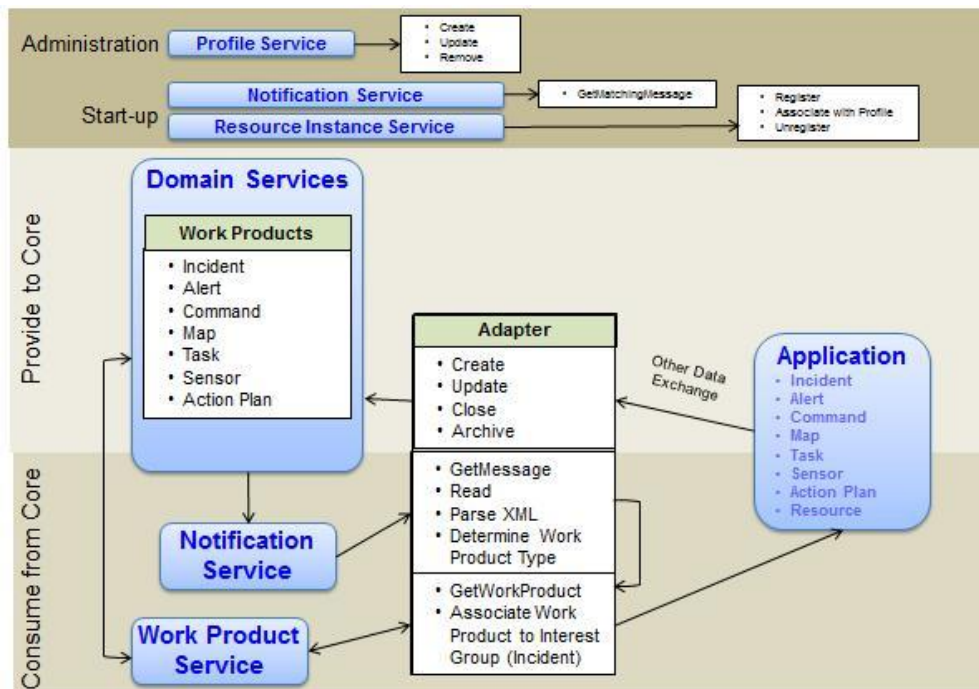 Administration
Profile Service
• Create
• Update
• Remove
Start-up
Notification Service
• GetMatchingMessage
Resource Instance Service
• Register
• Associate with Profile
• Unregister
Provide to Core
Domain Services
Work Products
• Incident
• Alert
• Command
• Map
• Task
• Sensor
• Action Plan
Adapter
• Create
• Update
• Close
• Archive
Other Data
Exchange
Application
• Incident
• Alert
• Command
• Map
• Task
• Sensor
• Action Plan
• Resource
Consume from Core
Notification
Service
• GetMessage
• Read
• Parse XML
• Determine Work
Product Type
Work Product
Service
• GetWorkProduct
• Associate Work
Product to Interest
Group (Incident)